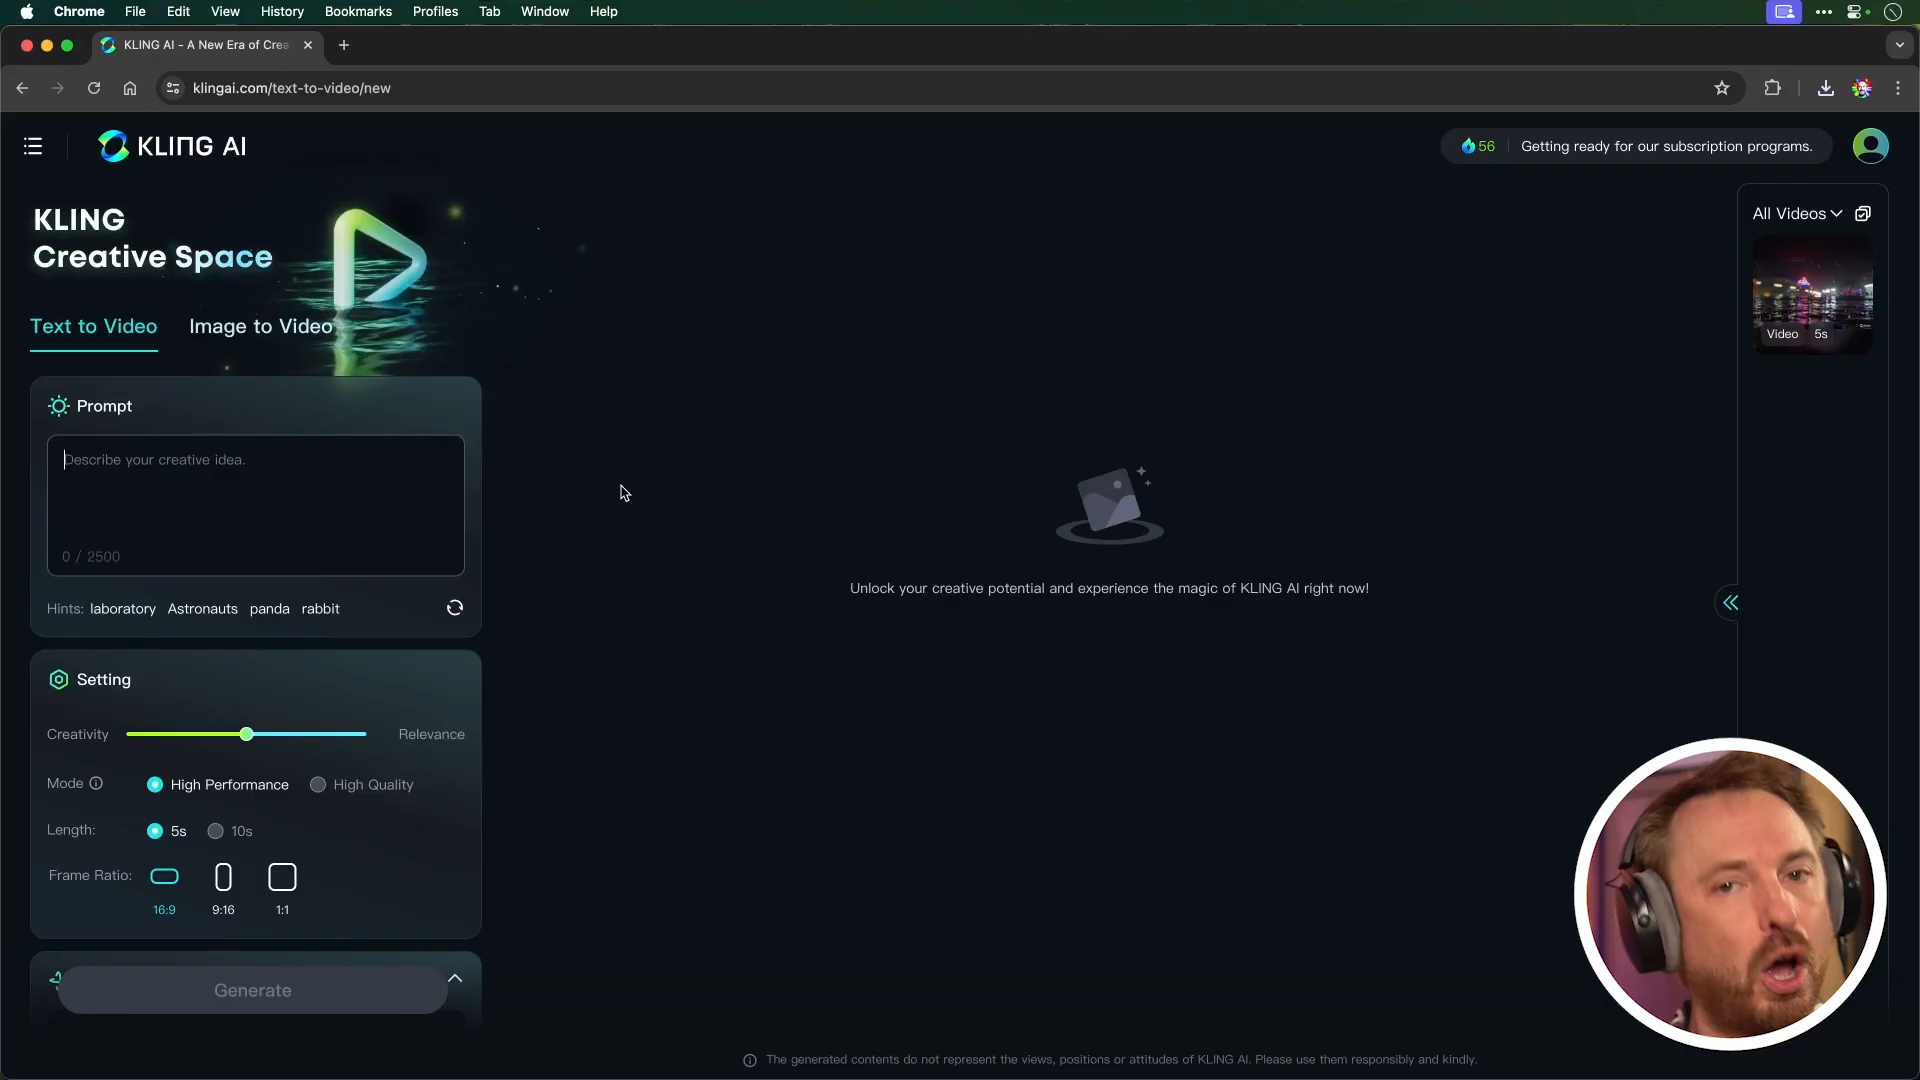 Chrome File Edit View History Bookmarks Profiles Tab Window Help
KLING AI - A New Era of Crea
klingai.com/text-to-video/new
KLING AI
56 Getting ready for our subscription programs.
KLING
Creative Space
All Videos
Video 5s
Text to Video Image to Video
Prompt
Describe your creative idea.
0 / 2500
Hints: laboratory Astronauts panda rabbit
Unlock your creative potential and experience the magic of KLING AI right now!
Setting
Creativity Relevance
Mode High Performance High Quality
Length: 5s 10s
Frame Ratio:
16:9 9:16 1:1
Generate
The generated contents do not represent the views, positions or attitudes of KLING AI. Please use them responsibly and kindly.